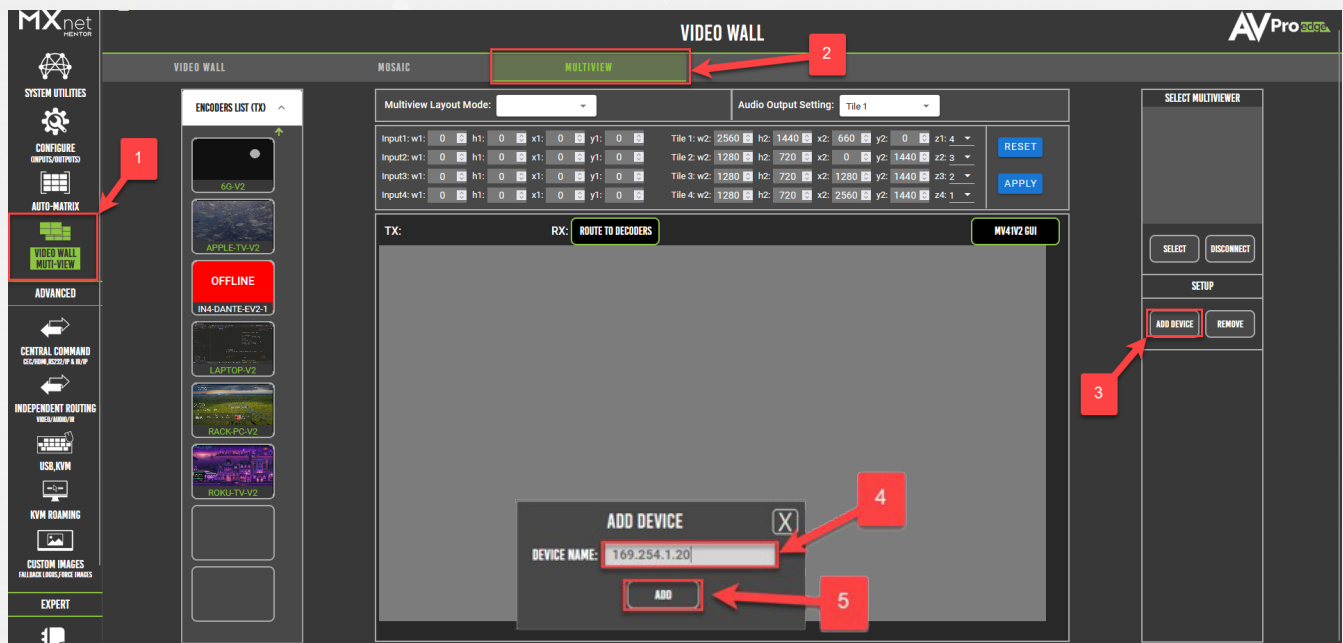 MXnet
MENTOR
VIDEO WALL
AVPro edge
SYSTEM UTILITIES
CONFIGURE
(INPUTS/OUTPUTS)
AUTO-MATRIX
VIDEO WALL
MUTI-VIEW
ADVANCED
CENTRAL COMMAND
CEC/HDMI,RS232/IP & IR/IP
INDEPENDENT ROUTING
VIDEO/AUDIO/IR
USB,KVM
KVM ROAMING
CUSTOM IMAGES
FALLBACK LOGOS,FORCE IMAGES
EXPERT
1
VIDEO WALL MOSAIC MULTIVIEW
2
ENCODERS LIST (TX)
6G-V2
APPLE-TV-V2
OFFLINE
IN4-DANTE-EV2-1
LAPTOP-V2
RACK-PC-V2
ROKU-TV-V2
Multiview Layout Mode: Audio Output Setting: Tile 1
Input1: w1: 0 h1: 0 x1: 0 y1: 0 Tile 1: w2: 2560 h2: 1440 x2: 660 y2: 0 z1: 4
Input2: w1: 0 h1: 0 x1: 0 y1: 0 Tile 2: w2: 1280 h2: 720 x2: 0 y2: 1440 z2: 3
Input3: w1: 0 h1: 0 x1: 0 y1: 0 Tile 3: w2: 1280 h2: 720 x2: 1280 y2: 1440 z3: 2
Input4: w1: 0 h1: 0 x1: 0 y1: 0 Tile 4: w2: 1280 h2: 720 x2: 2560 y2: 1440 z4: 1
RESET
APPLY
TX: RX: ROUTE TO DECODERS MV41V2 GUI
ADD DEVICE X
DEVICE NAME: 169.254.1.20
ADD
4
5
SELECT MULTIVIEWER
SELECT DISCONNECT
SETUP
ADD DEVICE REMOVE
3